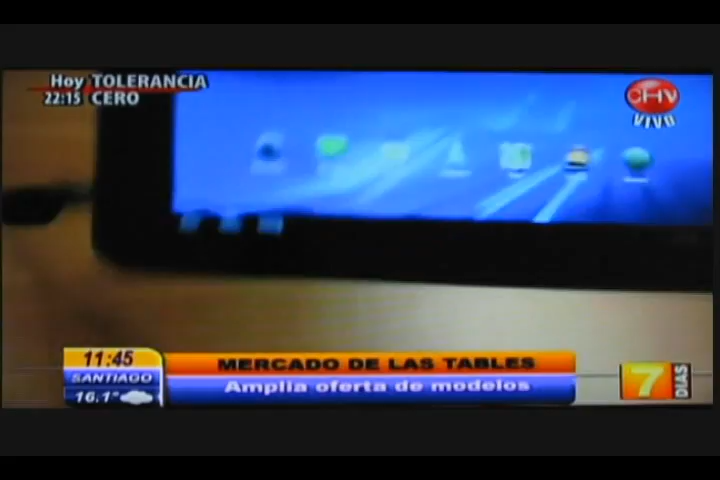 Hoy TOLERANCIA
22:15 CERO
CHV
VIVO
11:45
SANTIAGO
16.1°
MERCADO DE LAS TABLES
Amplia oferta de modelos
7 DIAS